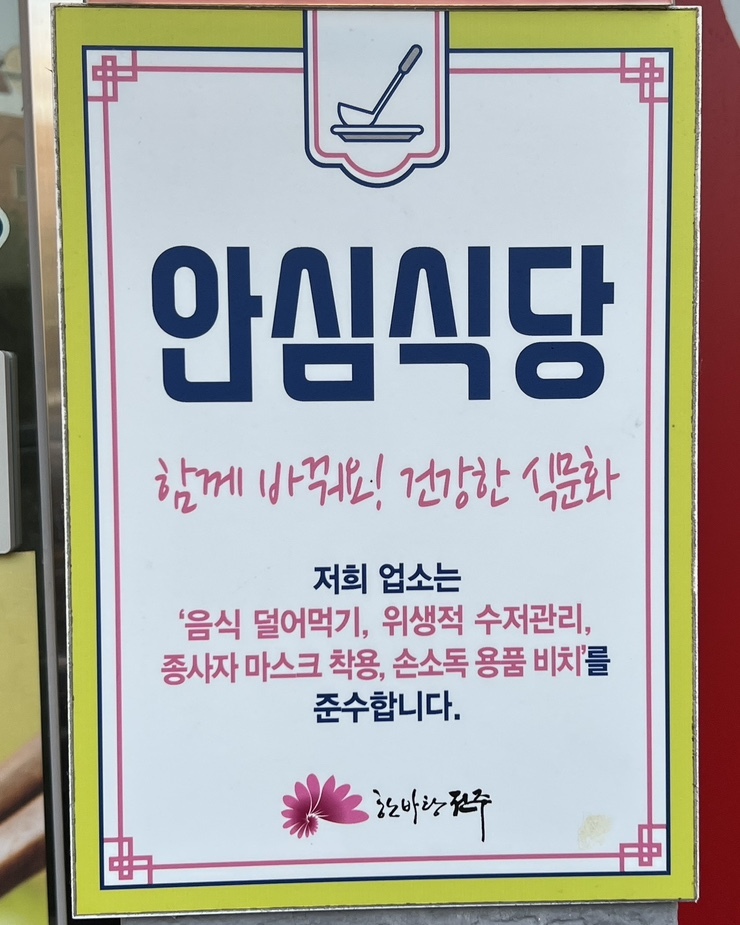 안심식당
함께 바꿔요! 건강한 식문화
저희 업소는
‘음식 덜어먹기, 위생적 수저관리,
종사자 마스크 착용, 손소독 용품 비치’를
준수합니다.
한바탕 전주